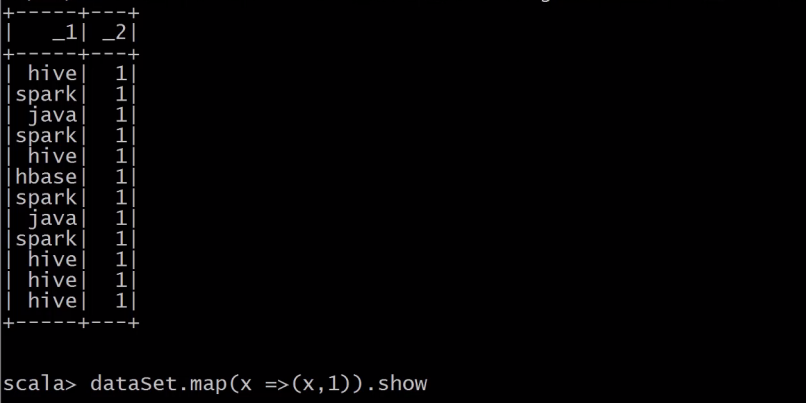 +-----+---+
|   _1| _2|
+-----+---+
| hive|  1|
|spark|  1|
| java|  1|
|spark|  1|
| hive|  1|
|hbase|  1|
|spark|  1|
| java|  1|
|spark|  1|
| hive|  1|
| hive|  1|
| hive|  1|
+-----+---+
scala> dataSet.map(x =>(x,1)).show